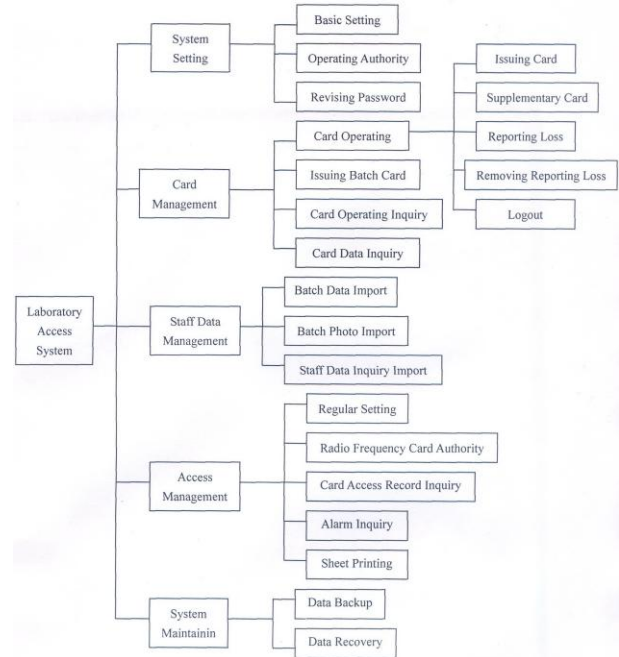 Laboratory
Access
System
System
Setting
Basic Setting
Operating Authority
Revising Password
Card
Management
Card Operating
Issuing Card
Supplementary Card
Reporting Loss
Removing Reporting Loss
Logout
Issuing Batch Card
Card Operating Inquiry
Card Data Inquiry
Staff Data
Management
Batch Data Import
Batch Photo Import
Staff Data Inquiry Import
Access
Management
Regular Setting
Radio Frequency Card Authority
Card Access Record Inquiry
Alarm Inquiry
Sheet Printing
System
Maintainin
Data Backup
Data Recovery